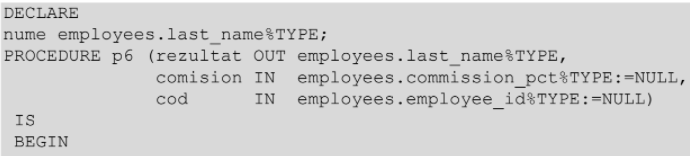 DECLARE
nume employees.last_name%TYPE;
PROCEDURE p6 (rezultat OUT employees.last_name%TYPE,
comision IN employees.commission_pct%TYPE:=NULL,
cod IN employees.employee_id%TYPE:=NULL)
IS
BEGIN